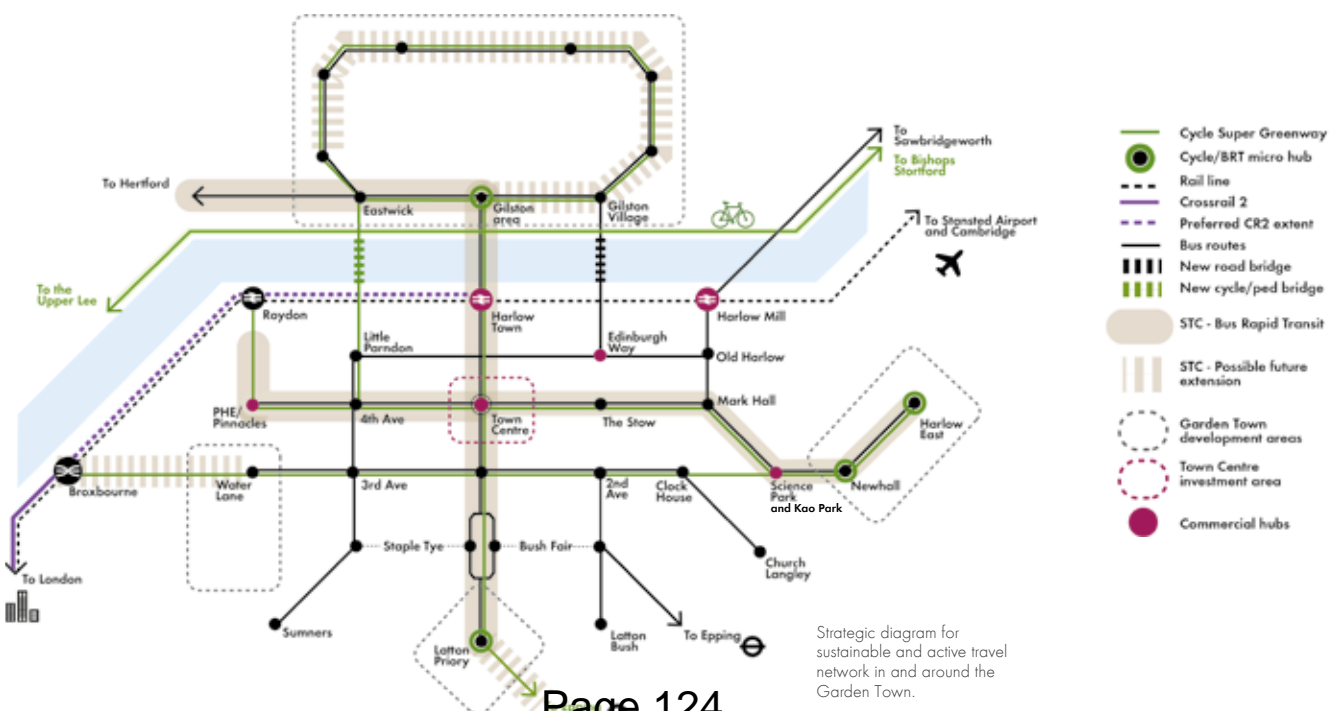 To
Sawbridgeworth
To Bishops
Stortford
To Hertford
Eastwick
Gilston
area
Gilston
Village
To Stansted Airport
and Cambridge
To the
Upper Lee
Roydon
Harlow
Town
Harlow Mill
Little
Parndon
Edinburgh
Way
Old Harlow
PHE/
Pinnacles
4th Ave
Town
Centre
The Stow
Mark Hall
Harlow
East
Broxbourne
Water
Lane
3rd Ave
2nd
Ave
Clock
House
Science
Park
and Kao Park
Newhall
Staple Tye
Bush Fair
Church
Langley
To London
Sumners
Latton
Priory
Latton
Bush
To Epping
Cycle Super Greenway
Cycle/BRT micro hub
Rail line
Crossrail 2
Preferred CR2 extent
Bus routes
New road bridge
New cycle/ped bridge
STC - Bus Rapid Transit
STC - Possible future
extension
Garden Town
development areas
Town Centre
investment area
Commercial hubs
Strategic diagram for
sustainable and active travel
network in and around the
Garden Town.
Page 124